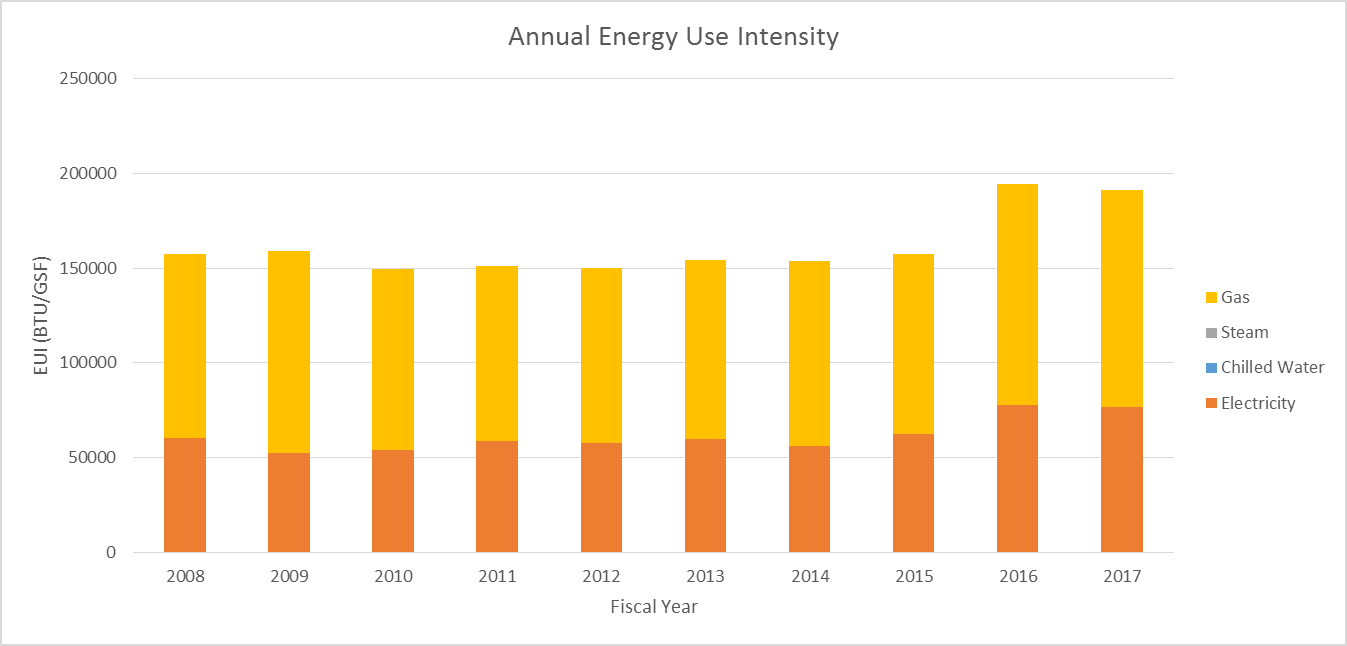 Annual Energy Use Intensity
250000
200000
150000
100000
50000
0
EUI (BTU/GSF)
2008 2009 2010 2011 2012 2013 2014 2015 2016 2017
Fiscal Year
Gas
Steam
Chilled Water
Electricity